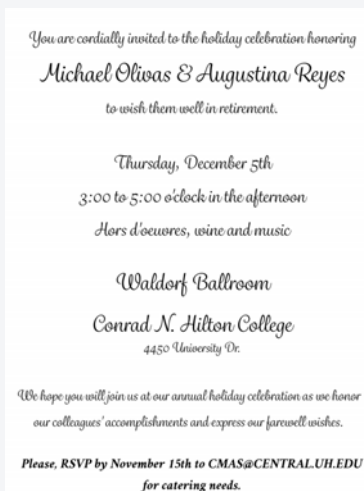 You are cordially invited to the holiday celebration honoring
Michael Olivas & Augustina Reyes
to wish them well in retirement.
Thursday, December 5th
3:00 to 5:00 o'clock in the afternoon
Hors d'oeuvres, wine and music
Waldorf Ballroom
Conrad N. Hilton College
4450 University Dr.
We hope you will join us at our annual holiday celebration as we honor
our colleagues' accomplishments and express our farewell wishes.
Please, RSVP by November 15th to CMAS@CENTRAL.UH.EDU
for catering needs.